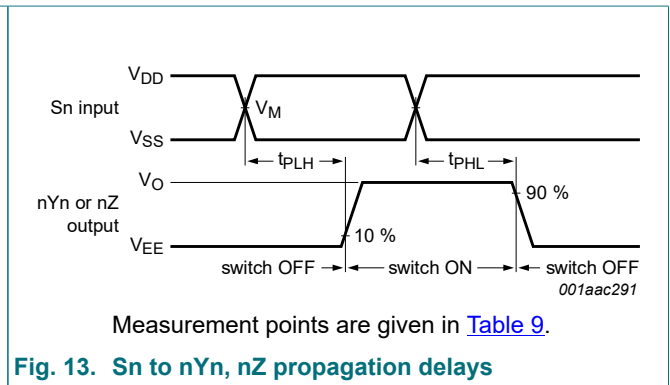 VDD
Sn input
VM
VSS
tPLH
tPHL
VO
nYn or nZ
output
90 %
10 %
VEE
switch OFF
switch ON
switch OFF
001aac291
Measurement points are given in Table 9.
Fig. 13. Sn to nYn, nZ propagation delays